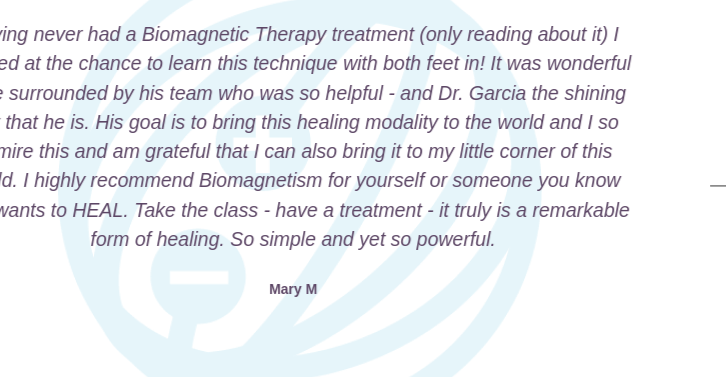 ving never had a Biomagnetic Therapy treatment (only reading about it) I
ed at the chance to learn this technique with both feet in! It was wonderful
e surrounded by his team who was so helpful - and Dr. Garcia the shining
that he is. His goal is to bring this healing modality to the world and I so
mire this and am grateful that I can also bring it to my little corner of this
ld. I highly recommend Biomagnetism for yourself or someone you know
wants to HEAL. Take the class - have a treatment - it truly is a remarkable
form of healing. So simple and yet so powerful.
Mary M